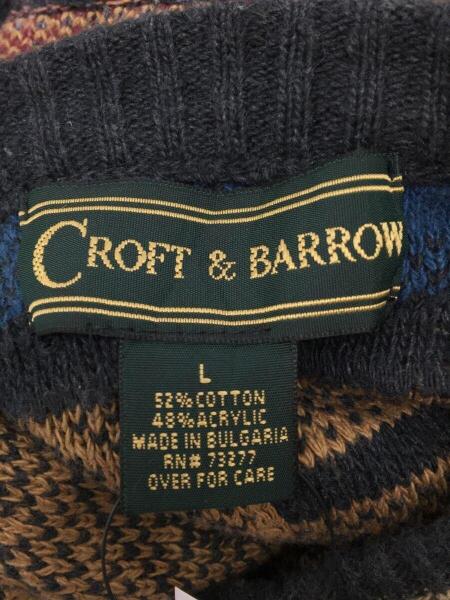 CROFT & BARROW
L
52% COTTON
48% ACRYLIC
MADE IN BULGARIA
RN# 73277
OVER FOR CARE